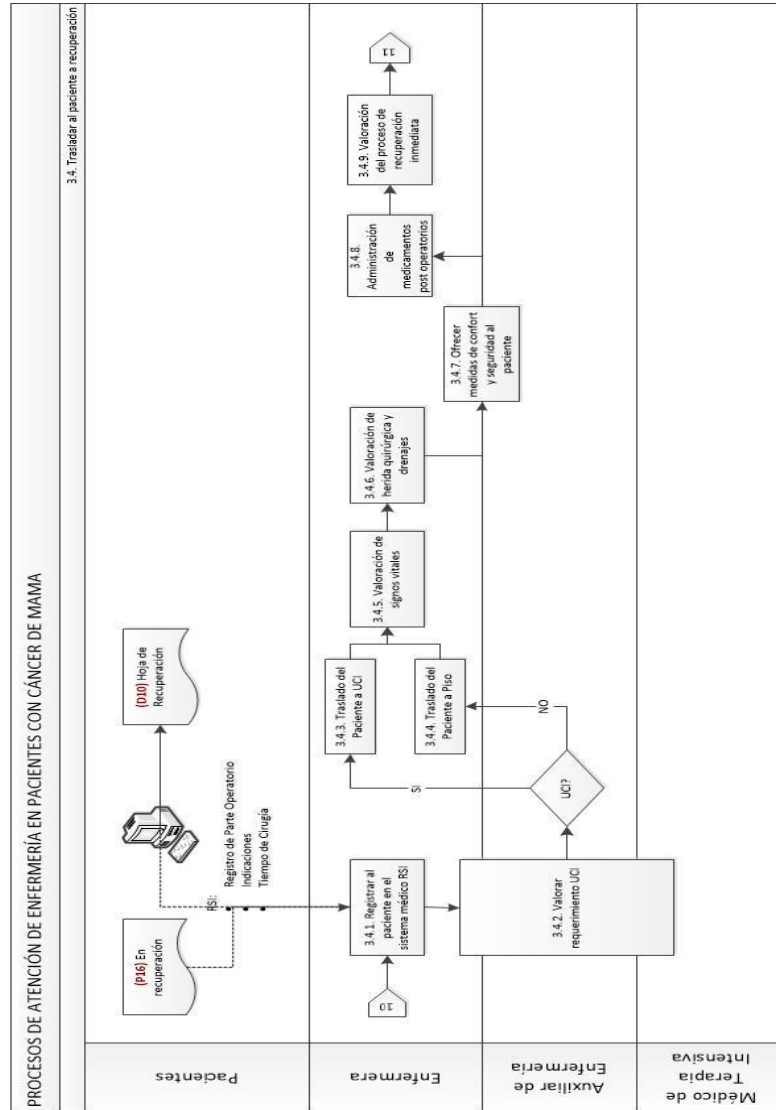 PROCESOS DE ATENCIÓN DE ENFERMERÍA EN PACIENTES CON CÁNCER DE MAMA
3.4. Trasladar al paciente a recuperación
Pacientes
(P16) En
recuperación
RSI:
Registro de Parte Operatorio
Indicaciones
Tiempo de Cirugía
(D10) Hoja de
Recuperación
Enfermera
10
3.4.1. Registrar al
paciente en el
sistema médico RSI
SI
3.4.3. Traslado del
Paciente a UCI
3.4.4. Traslado del
Paciente a Piso
3.4.5. Valoración de
signos vitales
3.4.6. Valoración de
herida quirúrgica y
drenajes
3.4.8.
Administración
de
medicamentos
post operatorios
3.4.9. Valoración
del proceso de
recuperación
inmediata
11
Auxiliar de
Enfermería
3.4.2. Valorar
requerimiento UCI
UCI?
NO
3.4.7. Ofrecer
medidas de confort
y seguridad al
paciente
Médico de
Terapia
Intensiva